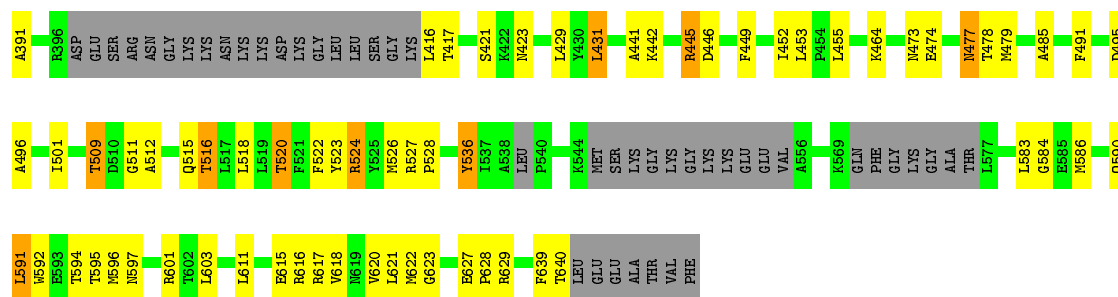 A391 R396 ASP GLU SER ARG ASN GLY LYS LYS ASN LYS LYS ASP LYS GLY LEU LEU SER GLY LYS L416 T417 S421 K422 N423 L429 Y430 L431 A441 K442 R445 D446 F449 I452 L453 P454 L455 K464 N473 E474 N477 T478 M479 A485 F491 D495
A496 I501 T509 D510 G511 A512 Q515 T516 L517 L518 L519 T520 F521 F522 Y523 R524 Y525 M526 R527 P528 Y536 I537 A538 LEU P540 K544 MET SER LYS GLY LYS GLY LYS LYS GLU GLU VAL A556 K569 GLN PHE GLY LYS GLY ALA THR L577 L583 G584 E585 M586 Q590
L591 W592 E593 T594 T595 M596 N597 R601 T602 L603 L611 E615 R616 R617 V618 N619 V620 L621 M622 G623 E627 P628 R629 F639 T640 LEU GLU GLU ALA THR VAL PHE